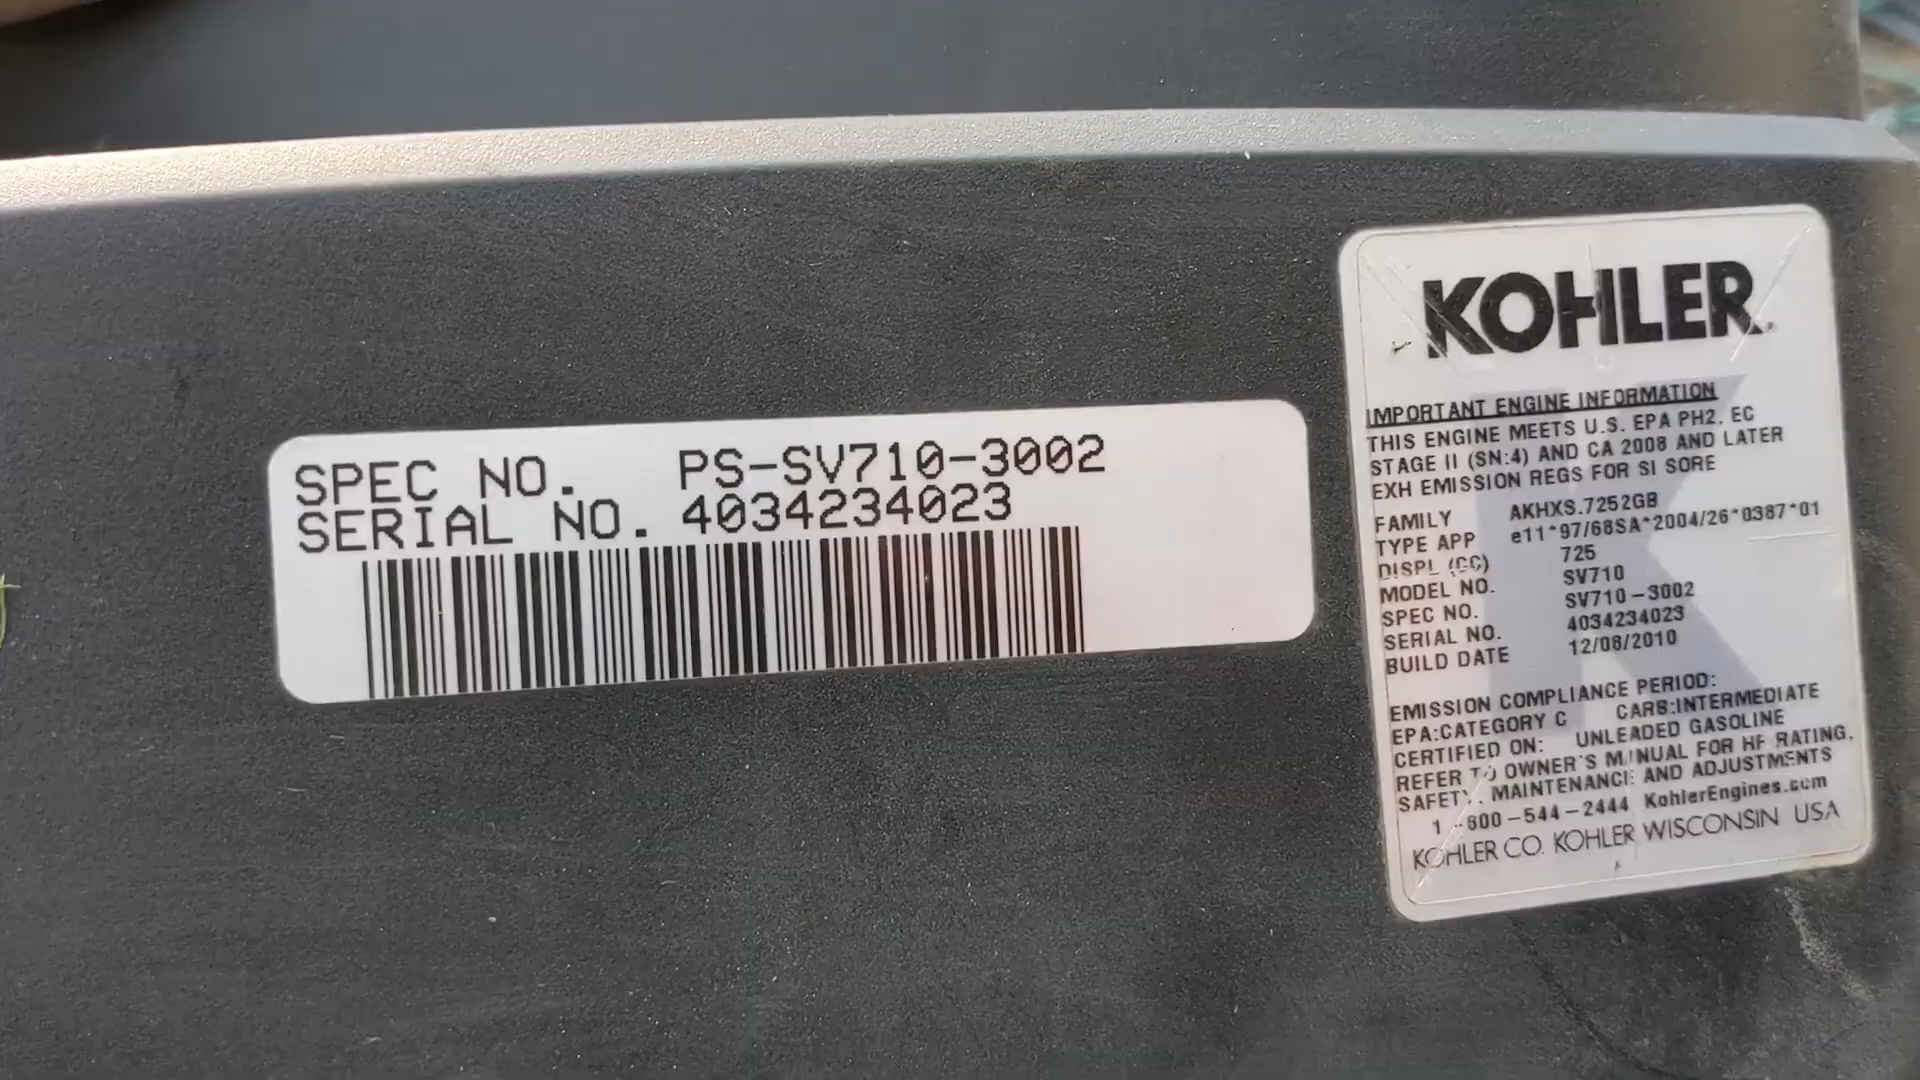 SPEC NO. PS-SV710-3002
SERIAL NO. 4034234023
KOHLER.
IMPORTANT ENGINE INFORMATION
THIS ENGINE MEETS U.S. EPA PH2, EC
STAGE II (SN:4) AND CA 2008 AND LATER
EXH EMISSION REGS FOR SI SORE
FAMILY AKHXS.7252GB
TYPE APP e11*97/68SA*2004/26*0387*01
DISPL (CC) 725
MODEL NO. SV710
SPEC NO. SV710-3002
SERIAL NO. 4034234023
BUILD DATE 12/08/2010
EMISSION COMPLIANCE PERIOD:
EPA:CATEGORY C CARB:INTERMEDIATE
CERTIFIED ON: UNLEADED GASOLINE
REFER TO OWNER'S MANUAL FOR HP RATING,
SAFETY, MAINTENANCE AND ADJUSTMENTS
1-800-544-2444 KohlerEngines.com
KOHLER CO. KOHLER WISCONSIN USA